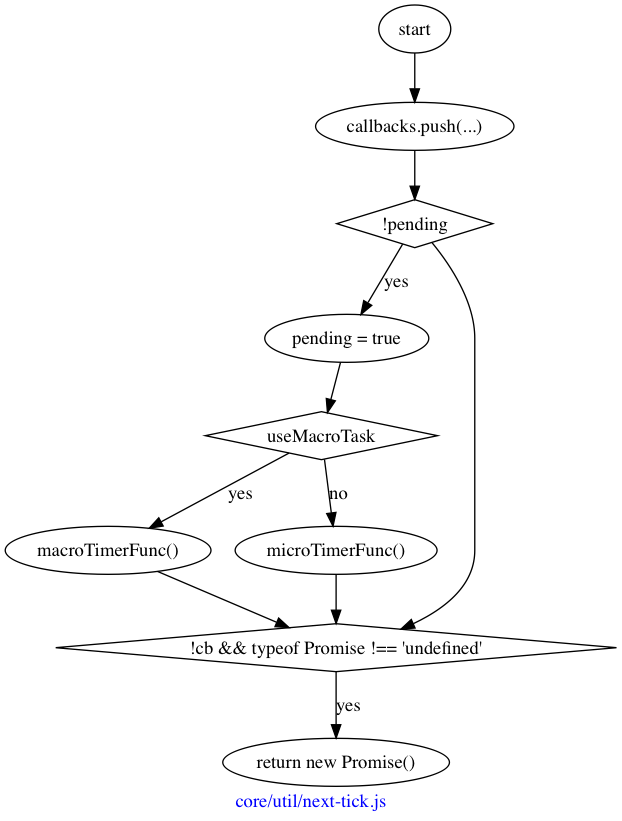 start
callbacks.push(...)
!pending
yes
pending = true
useMacroTask
yes
no
macroTimerFunc()
microTimerFunc()
!cb && typeof Promise !== 'undefined'
yes
return new Promise()
core/util/next-tick.js